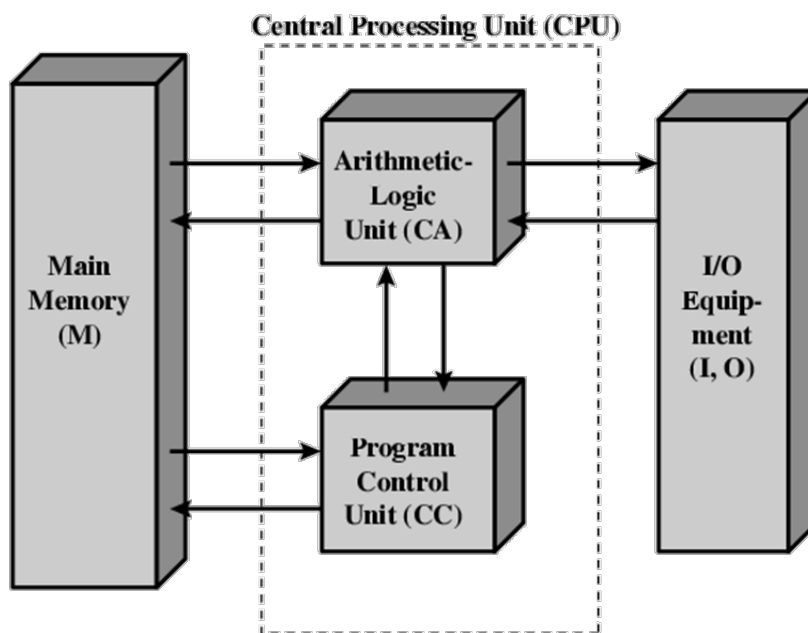 Central Processing Unit (CPU)
Main
Memory
(M)
Arithmetic-
Logic
Unit (CA)
Program
Control
Unit (CC)
I/O
Equip-
ment
(I, O)